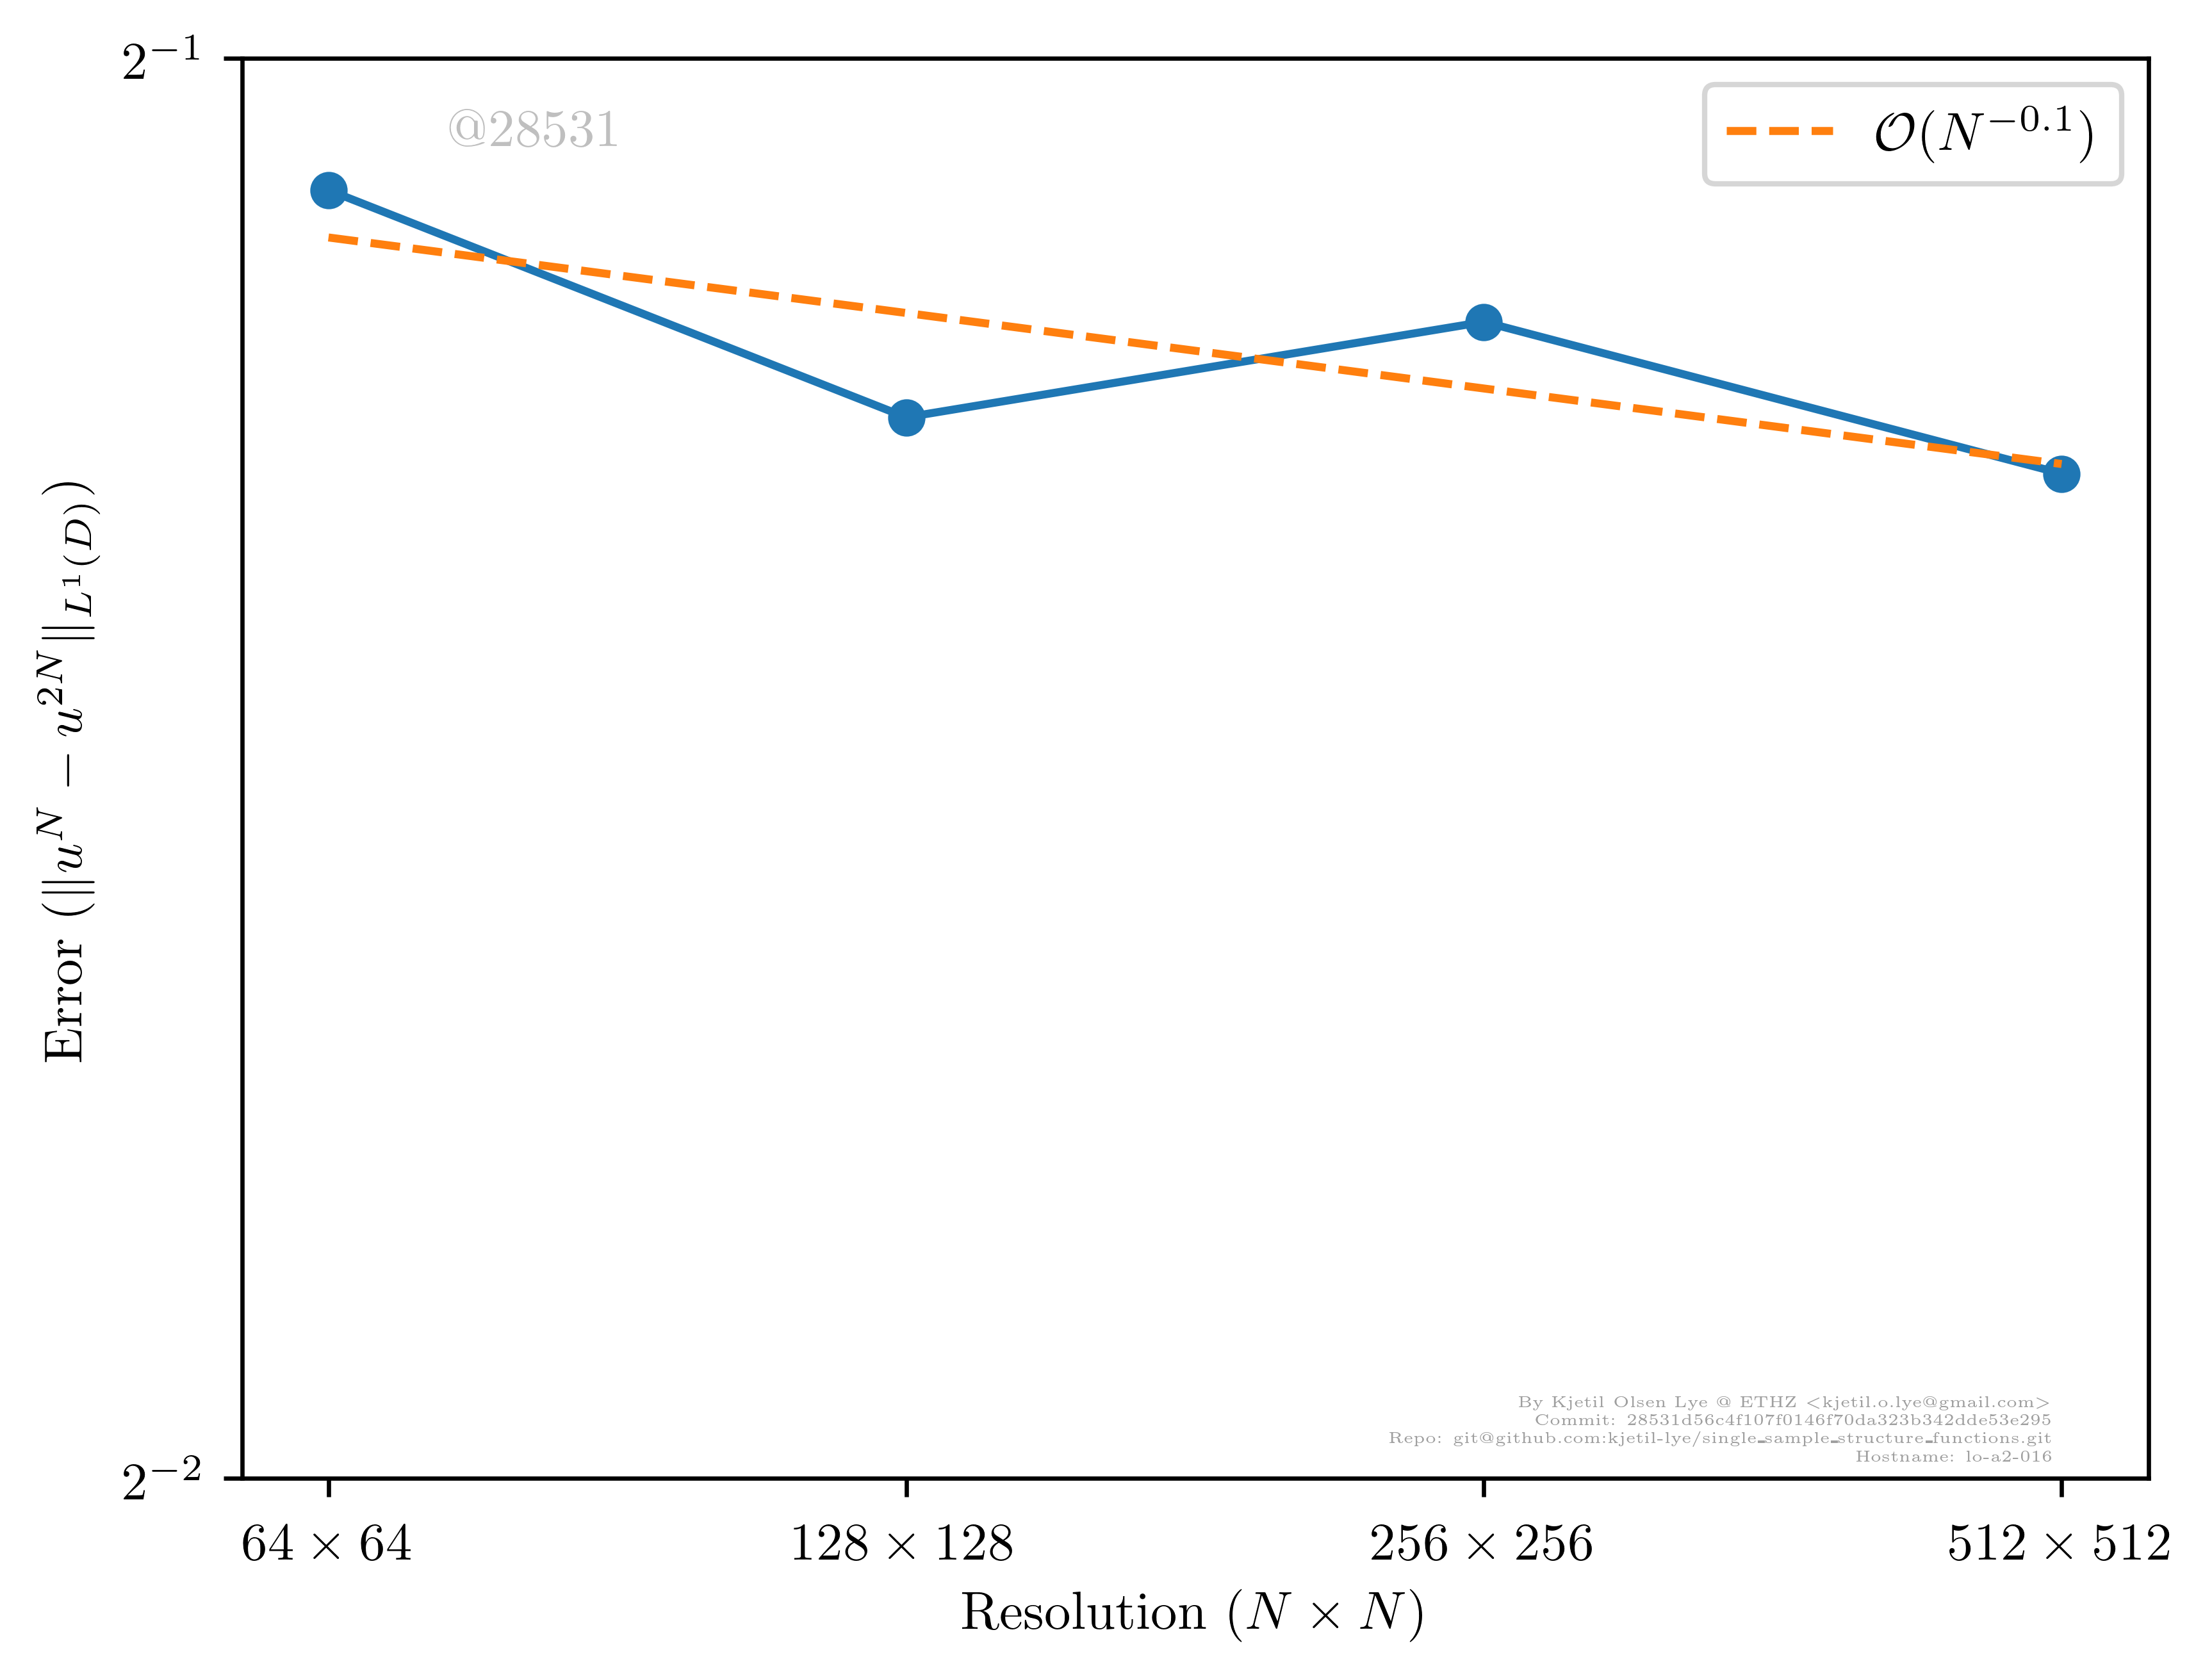 2^{-1}
@28531
𝒪(N^{-0.1})
Error (||u^N − u^{2N}||_{L^1(D)})
By Kjetil Olsen Lye @ ETHZ <kjetil.o.lye@gmail.com>
Commit: 28531d56c4f107f0146f70da323b342dde53e295
Repo: git@github.com:kjetil-lye/single_sample_structure_functions.git
Hostname: lo-a2-016
2^{-2}
64 × 64 128 × 128 256 × 256 512 × 512
Resolution (N × N)